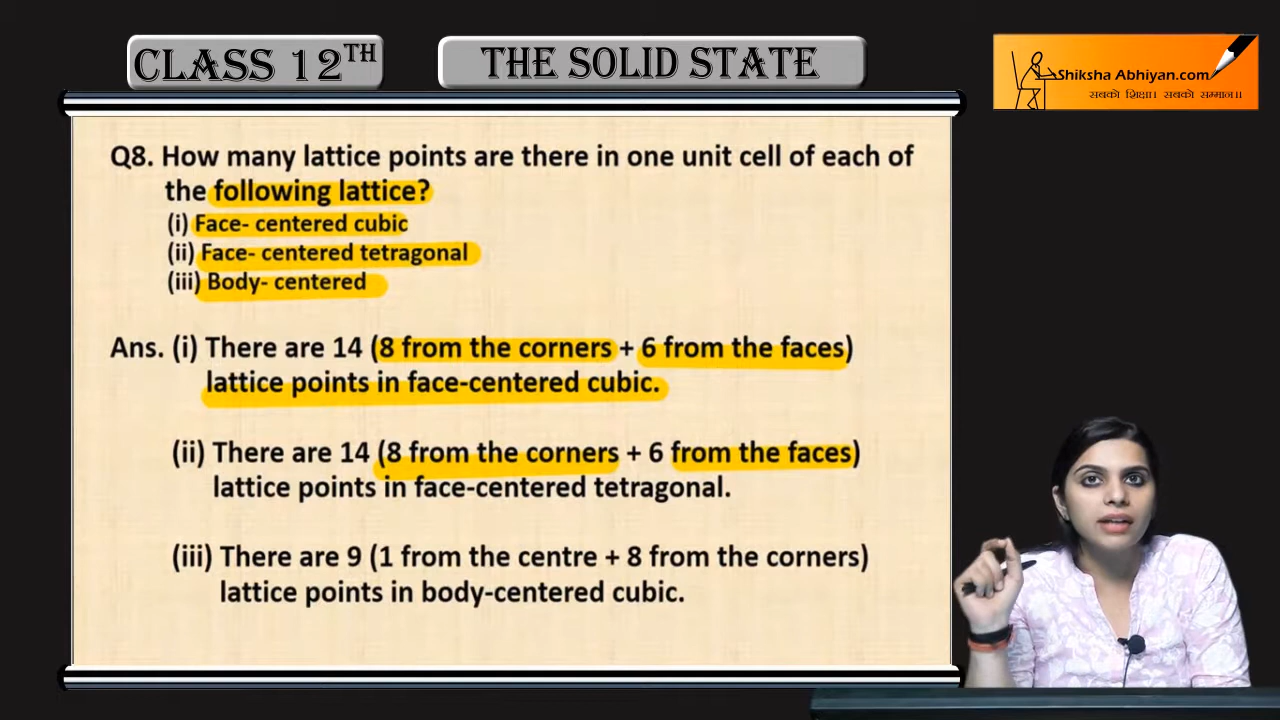 CLASS 12TH
THE SOLID STATE
Shiksha Abhiyan.com
सबको शिक्षा। सबको सम्मान॥
Q8. How many lattice points are there in one unit cell of each of
the following lattice?
(i) Face- centered cubic
(ii) Face- centered tetragonal
(iii) Body- centered
Ans. (i) There are 14 (8 from the corners + 6 from the faces)
lattice points in face-centered cubic.
(ii) There are 14 (8 from the corners + 6 from the faces)
lattice points in face-centered tetragonal.
(iii) There are 9 (1 from the centre + 8 from the corners)
lattice points in body-centered cubic.